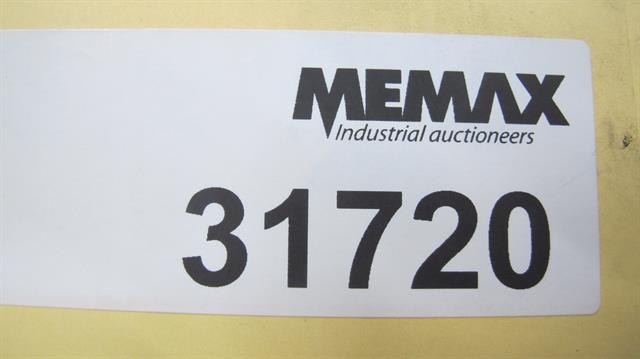 MEMAX
Industrial auctioneers
31720